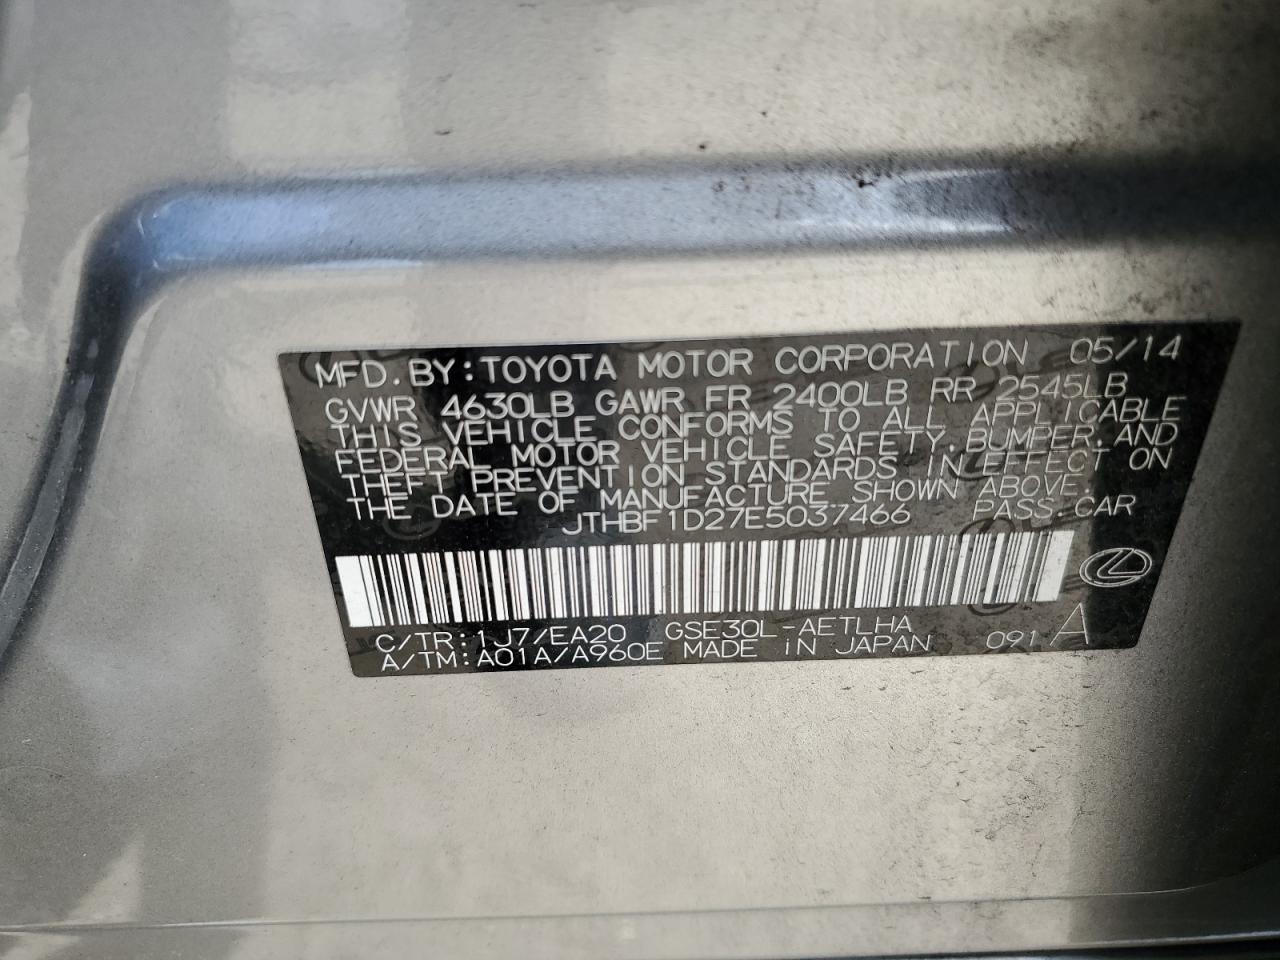 MFD. BY: TOYOTA MOTOR CORPORATION 05/14
GVWR 4630LB GAWR FR 2400LB RR 2545LB
THIS VEHICLE CONFORMS TO ALL APPLICABLE
FEDERAL MOTOR VEHICLE SAFETY, BUMPER, AND
THEFT PREVENTION STANDARDS IN EFFECT ON
THE DATE OF MANUFACTURE SHOWN ABOVE.
JTHBF1D27E5037466 PASS. CAR
C/TR: 1J7/EA20 GSE30L-AETLHA
A/TM: A01A/A960E MADE IN JAPAN 091 A